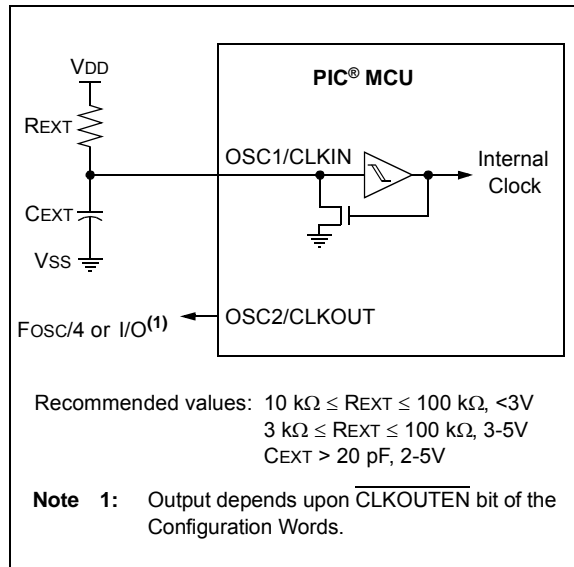 VDD
PIC® MCU
REXT
OSC1/CLKIN
Internal
Clock
CEXT
VSS
OSC2/CLKOUT
FOSC/4 or I/O(1)
Recommended values: 10 kΩ ≤ REXT ≤ 100 kΩ, <3V
3 kΩ ≤ REXT ≤ 100 kΩ, 3-5V
CEXT > 20 pF, 2-5V
Note 1: Output depends upon CLKOUTEN bit of the
Configuration Words.